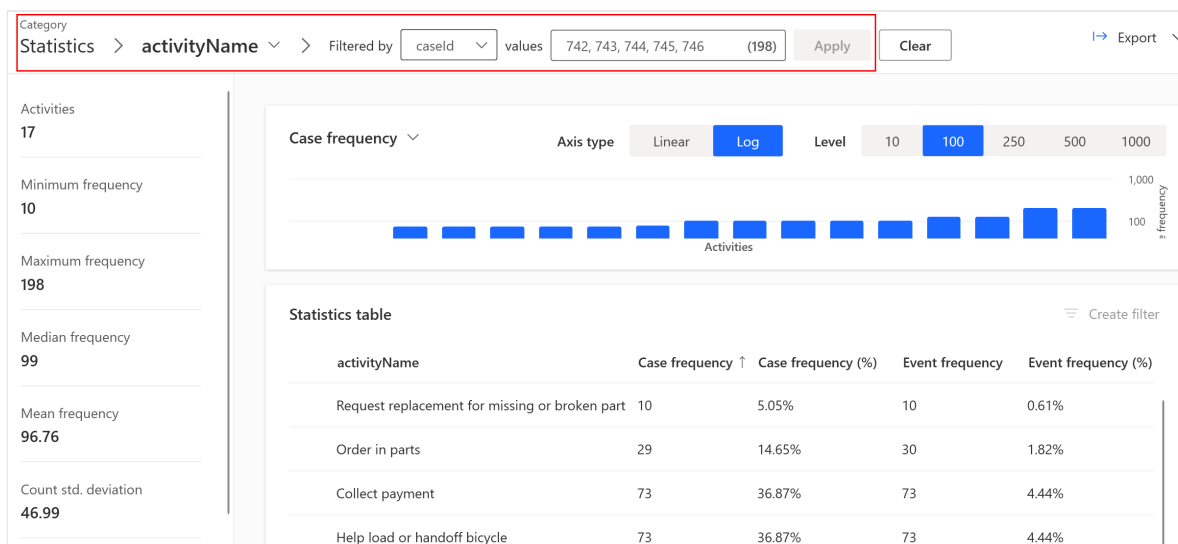 Category
Statistics > activityName > Filtered by caseId values 742, 743, 744, 745, 746 (198) Apply Clear Export
Activities
17
Minimum frequency
10
Maximum frequency
198
Median frequency
99
Mean frequency
96.76
Count std. deviation
46.99
Case frequency Axis type Linear Log Level 10 100 250 500 1000
1,000
100
e frequency
Activities
Statistics table Create filter
activityName Case frequency ↑ Case frequency (%) Event frequency Event frequency (%)
Request replacement for missing or broken part 10 5.05% 10 0.61%
Order in parts 29 14.65% 30 1.82%
Collect payment 73 36.87% 73 4.44%
Help load or handoff bicycle 73 36.87% 73 4.44%